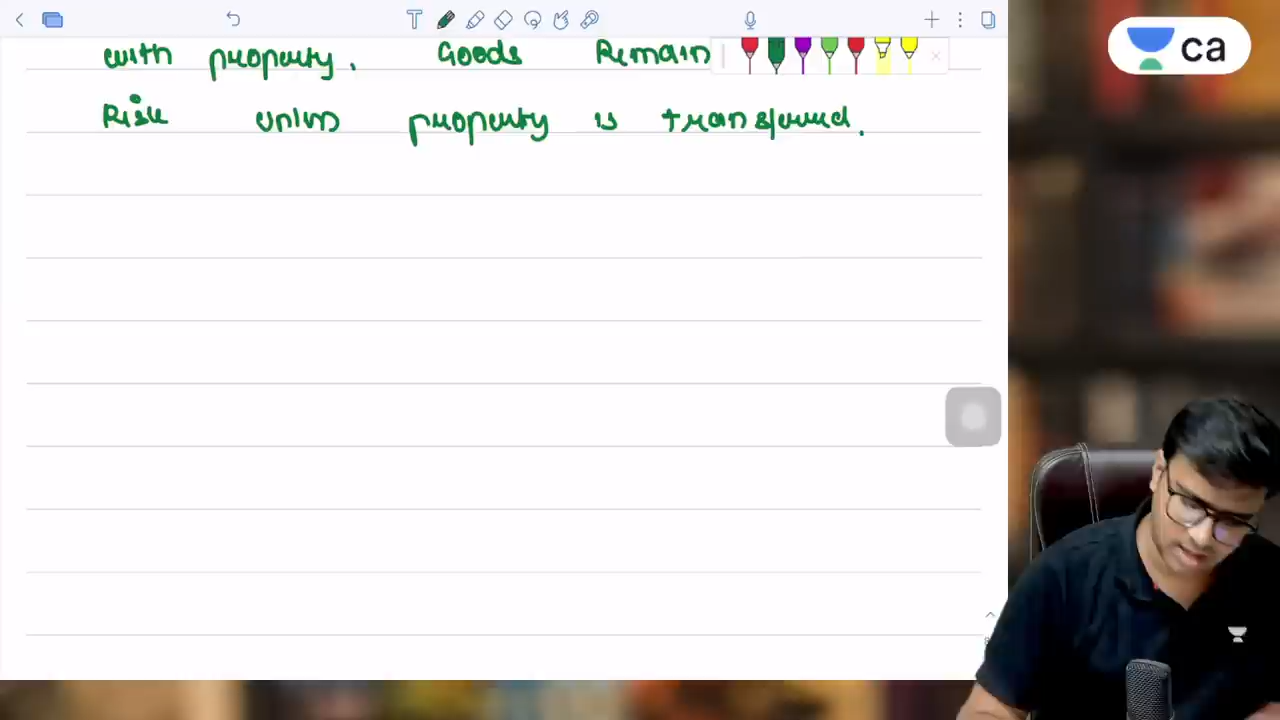 with property. Goods Remain
Risk unless property is transferred.
ca